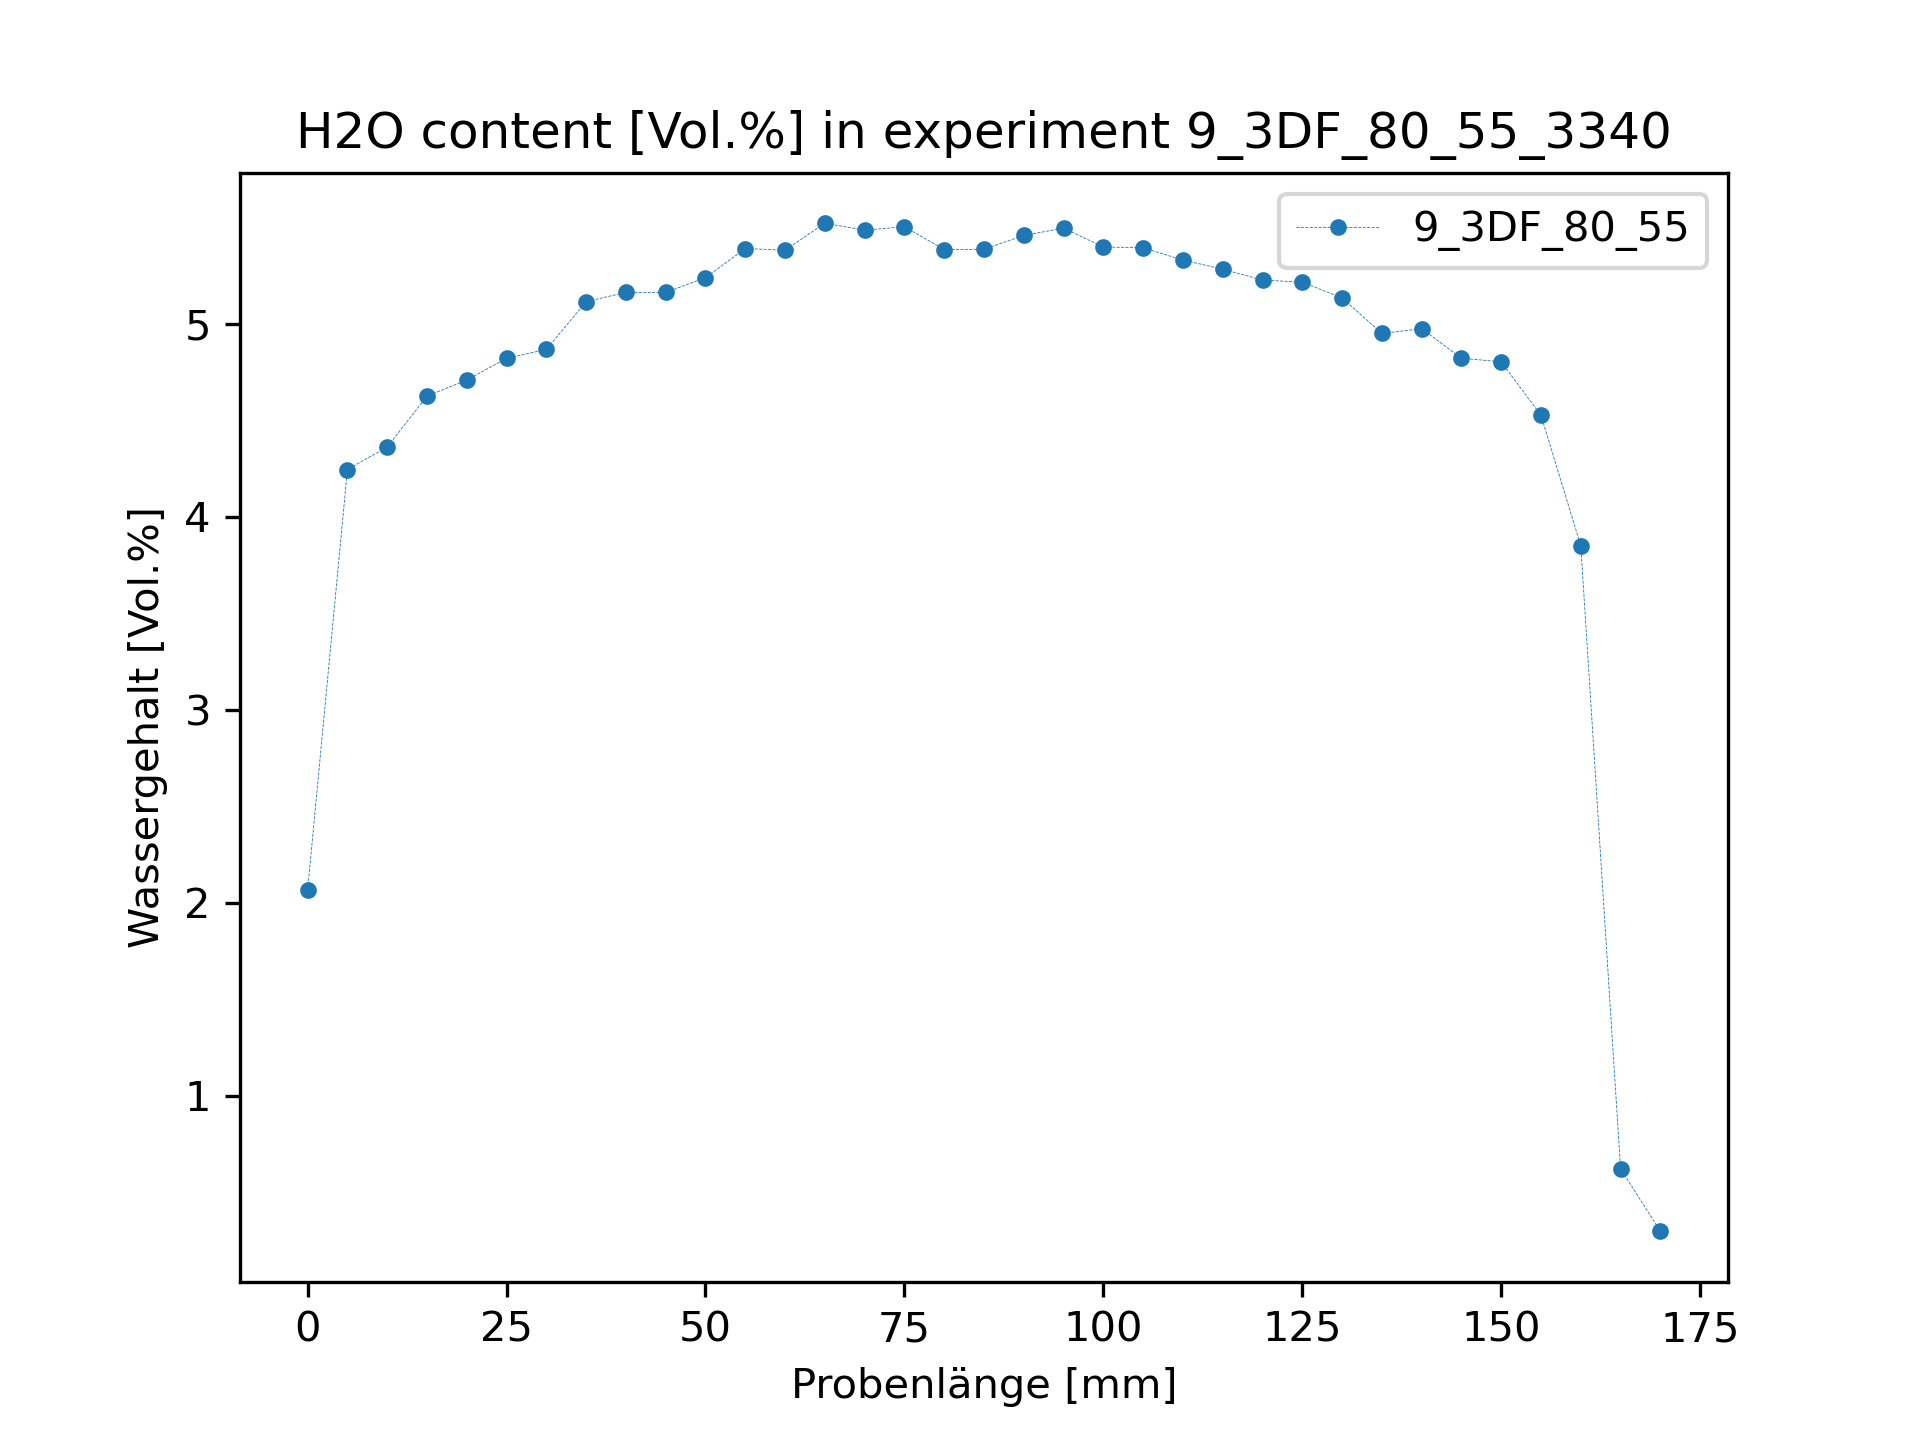 H2O content [Vol.%] in experiment 9_3DF_80_55_3340
9_3DF_80_55
Wassergehalt [Vol.%]
5
4
3
2
1
0 25 50 75 100 125 150 175
Probenlänge [mm]